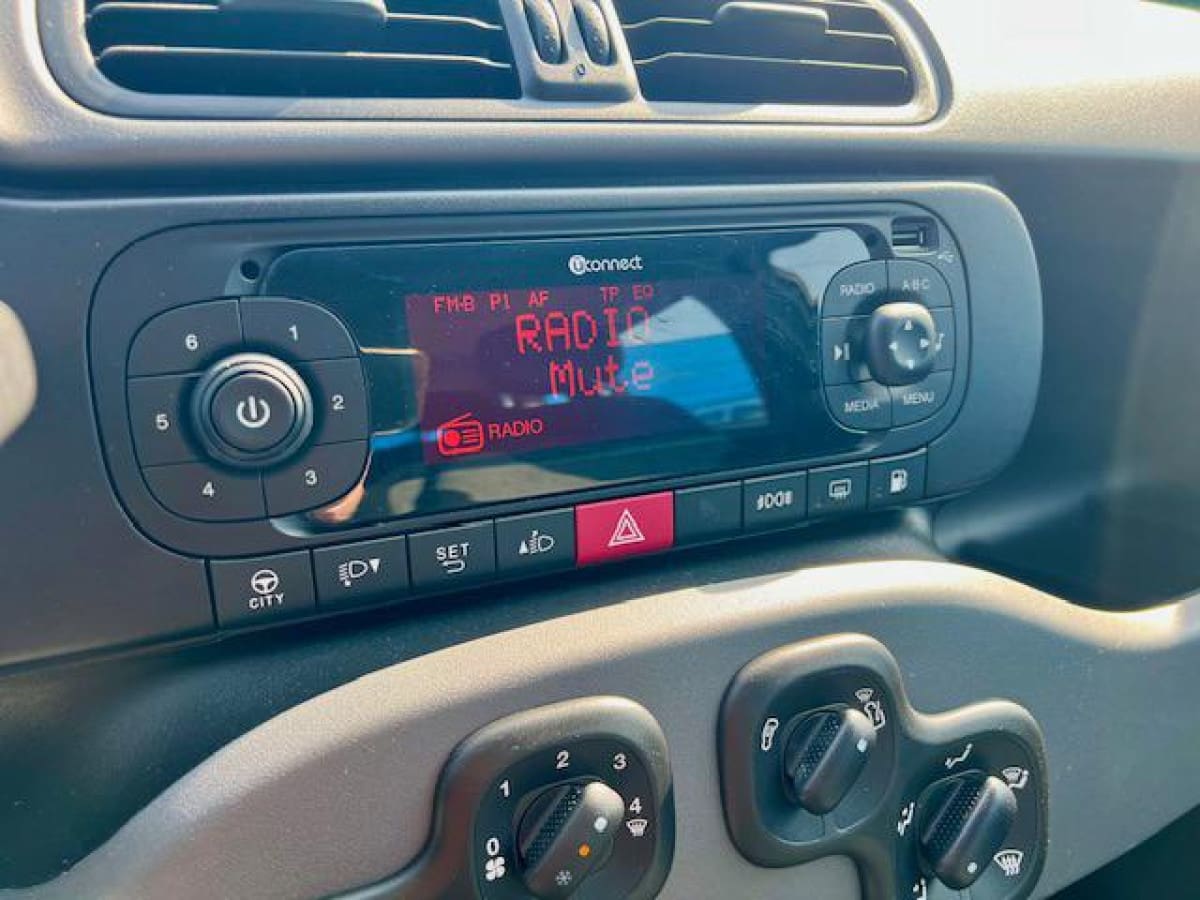 uconnect
FM-B P1 AF TP EQ
RADIO
Mute
RADIO
6
1
5
2
4
3
RADIO
A-B-C
MEDIA
MENU
CITY
SET
0
1
2
3
4